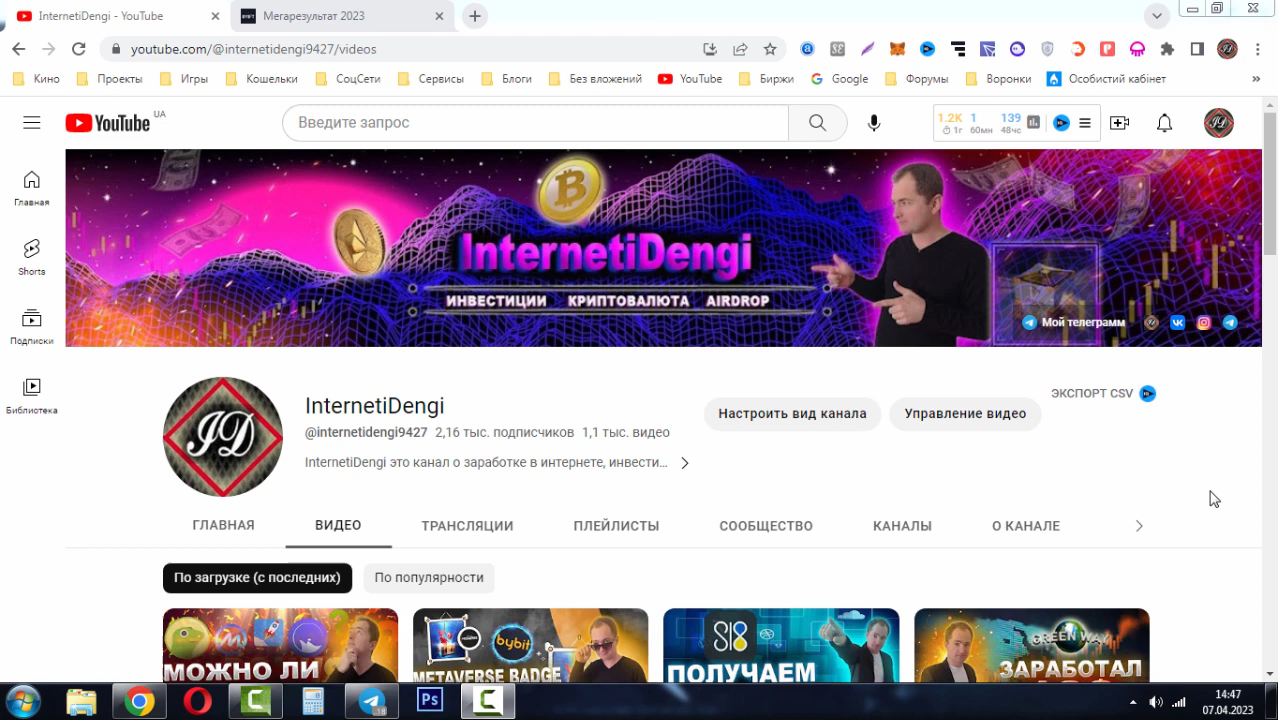 InternetiDengi - YouTube
Мегарезультат 2023
youtube.com/@internetidengi9427/videos
Кино
Проекты
Игры
Кошельки
СоцСети
Сервисы
Блоги
Без вложений
YouTube
Биржи
Google
Форумы
Воронки
Особистий кабінет
YouTube UA
Введите запрос
1.2K 1 139
1г 60мн 48чс
Главная
Shorts
Подписки
Библиотека
InternetiDengi
ИНВЕСТИЦИИ КРИПТОВАЛЮТА AIRDROP
Мой телеграмм
JD
InternetiDengi
@internetidengi9427 2,16 тыс. подписчиков 1,1 тыс. видео
InternetiDengi это канал о заработке в интернете, инвести...
Настроить вид канала
Управление видео
ЭКСПОРТ CSV
ГЛАВНАЯ
ВИДЕО
ТРАНСЛЯЦИИ
ПЛЕЙЛИСТЫ
СООБЩЕСТВО
КАНАЛЫ
О КАНАЛЕ
По загрузке (с последних)
По популярности
МОЖНО ЛИ
bybit
METAVERSE BADGE
ПОЛУЧАЕМ
GREEN WAY
ЗАРАБОТАЛ
Ps
14:47
07.04.2023